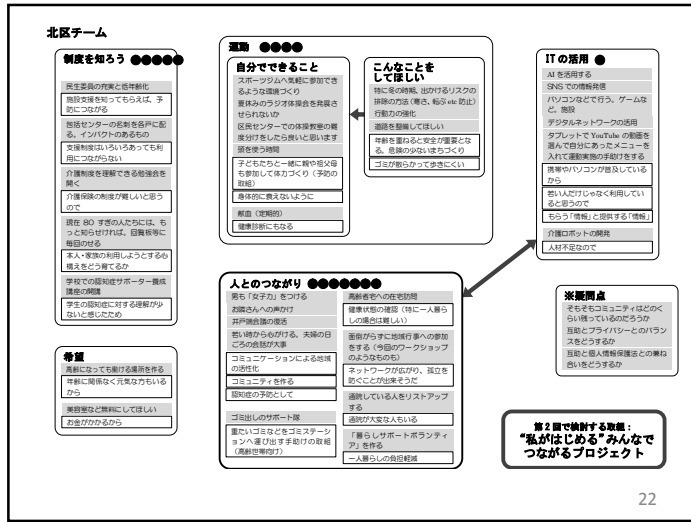 北区チーム
制度を知ろう ●●●●●
民生委員の充実と低年齢化
施設支援を知ってもらえば、予
防につながる
包括センターの名刺を各戸に配
る。インパクトのあるもの
支援制度はいろいろあっても利
用につながらない
介護制度を理解できる勉強会を
開く
介護保険の制度が難しいと思う
ので
現在 80 すぎの人たちには、も
っと知らせければ、回覧板等に
毎回のせる
本人・家族の利用しようとする心
構えをどう育てるか
学校での認知症サポーター養成
講座の開講
学生の認知症に対する理解が少
ないと感じたため
希望
高齢になっても働ける場所を作る
年齢に関係なく元気な方もいる
から
美容室など無料にしてほしい
お金がかかるから
運動 ●●●●
自分でできること
スポーツジムへ気軽に参加でき
るような環境づくり
夏休みのラジオ体操会を発展さ
せられないか
区民センターでの体操教室の難
度分けをしたら良いと思います
頭を使う時間
子どもたちと一緒に親や祖父母
も参加して体力づくり（予防の
取組）
身体的に衰えないように
献血（定期的）
健康診断にもなる
こんなことを
してほしい
特に冬の時期、出かけるリスクの
排除の方法（寒さ、転ぶ etc 防止）
行動力の強化
道路を整備してほしい
年齢を重ねると安全が重要とな
る。危険の少ないまちづくり
ゴミが散らかって歩きにくい
IT の活用 ●
AI を活用する
SNS での情報発信
パソコンなどで行う。ゲームな
ど。施設
デジタルネットワークの活用
タブレットで YouTube の動画を
選んで自分にあったメニューを
入れて運動実施の手助けをする
携帯やパソコンが普及している
から
若い人だけじゃなく利用してい
ると思うので
もらう「情報」と提供する「情報」
介護ロボットの開発
人材不足なので
人とのつながり ●●●●●●●
男も「女子力」をつける
お隣さんへの声かけ
井戸端会議の復活
若い時から心がける。夫婦の日
ごろの会話が大事
コミュニケーションによる地域
の活性化
コミュニティを作る
認知症の予防として
ゴミ出しのサポート隊
重たいゴミなどをゴミステーシ
ョンへ運び出す手助けの取組
（高齢世帯向け）
高齢者宅への在宅訪問
健康状態の確認（特に一人暮ら
しの場合は難しい）
面倒がらずに地域行事への参加
をする（今回のワークショップ
のようなものも）
ネットワークが広がり、孤立を
防ぐことが出来そうだ
通院している人をリストアップ
する
通院が大変な人もいる
「暮らしサポートボランティ
ア」を作る
一人暮らしの負担軽減
※疑問点
そもそもコミュニティはどのく
らい残っているのだろうか
互助とプライバシーとのバラン
スをどうするか
互助と個人情報保護法との兼ね
合いをどうするか
第２回で検討する取組：
“私がはじめる”みんなで
つながるプロジェクト
22